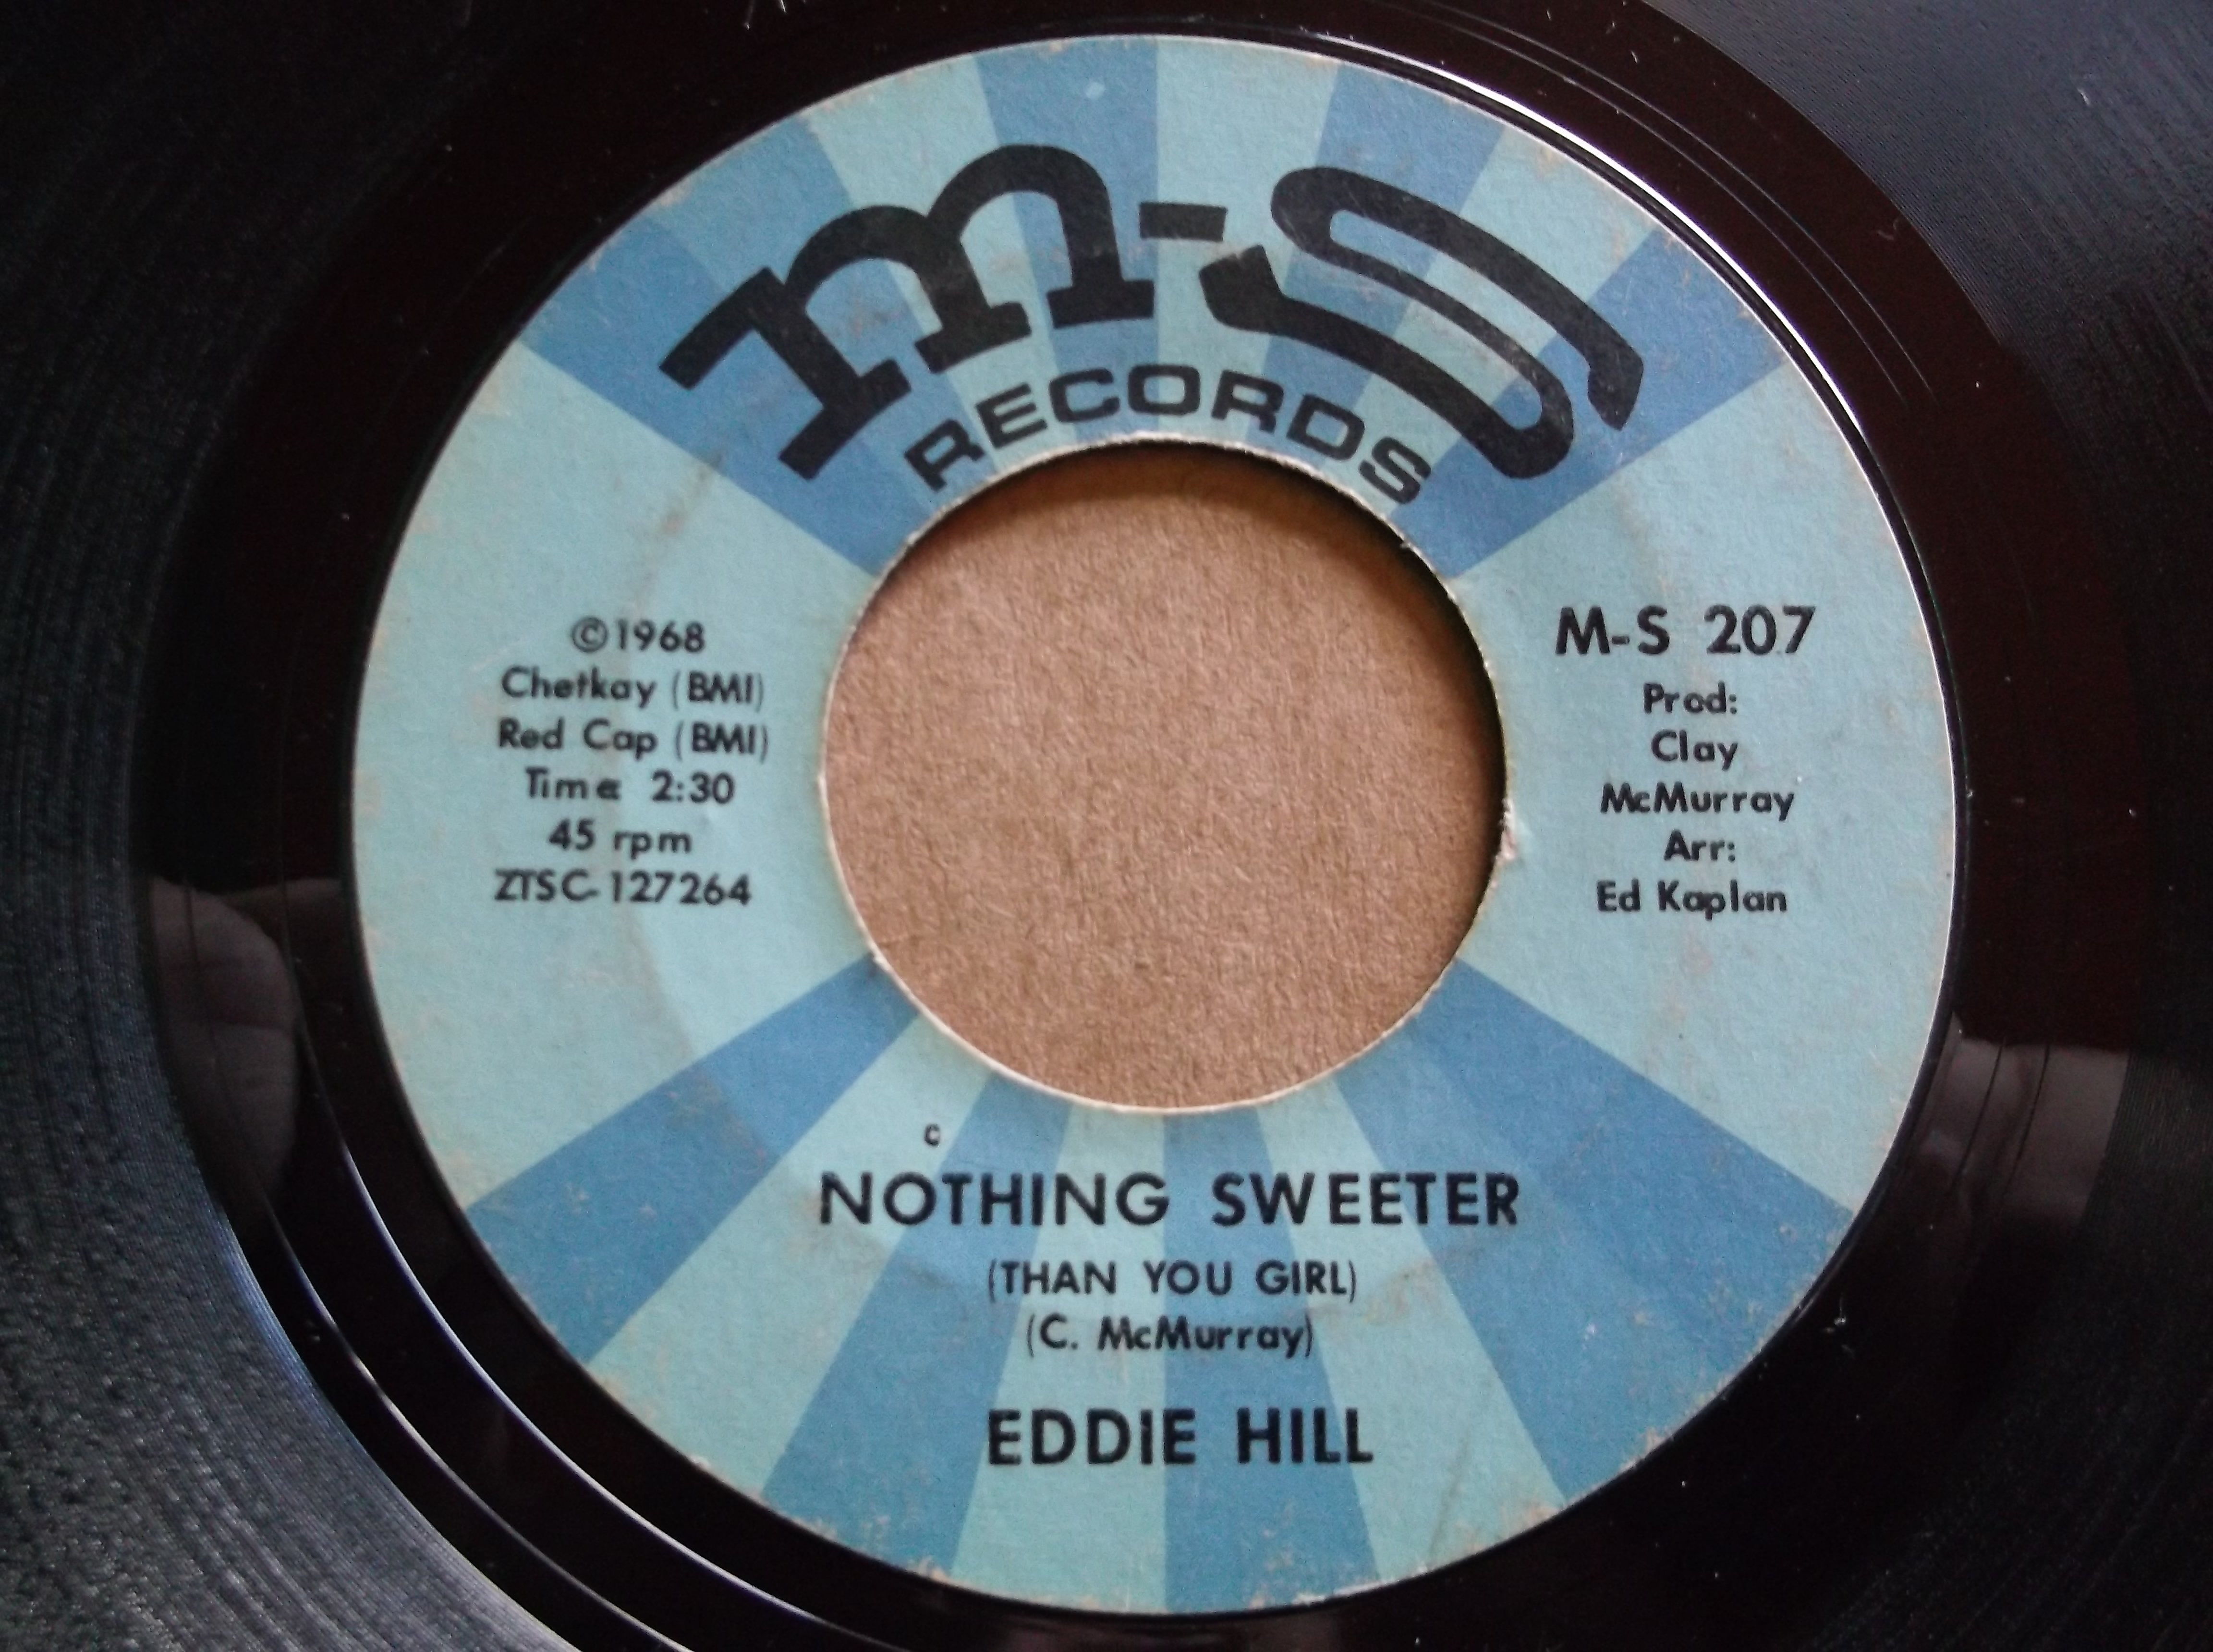 m-s
RECORDS
©1968
Chetkay (BMI)
Red Cap (BMI)
Time: 2:30
45 rpm
ZTSC-127264
M-S 207
Prod:
Clay
McMurray
Arr:
Ed Kaplan
c
NOTHING SWEETER
(THAN YOU GIRL)
(C. McMurray)
EDDIE HILL